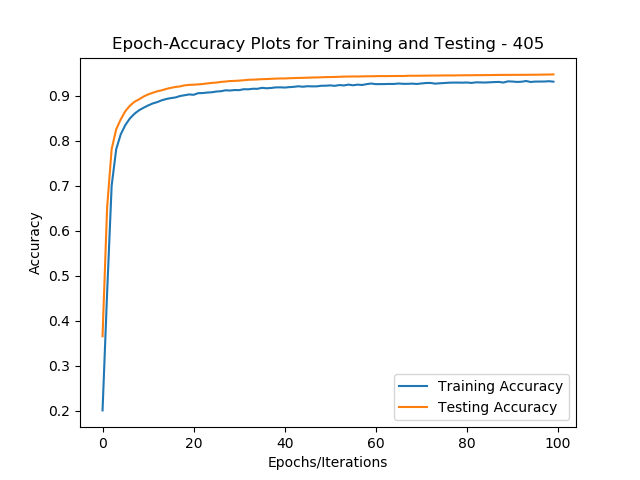 Epoch-Accuracy Plots for Training and Testing - 405
Accuracy
0.9
0.8
0.7
0.6
0.5
0.4
0.3
0.2
Training Accuracy
Testing Accuracy
0 20 40 60 80 100
Epochs/Iterations